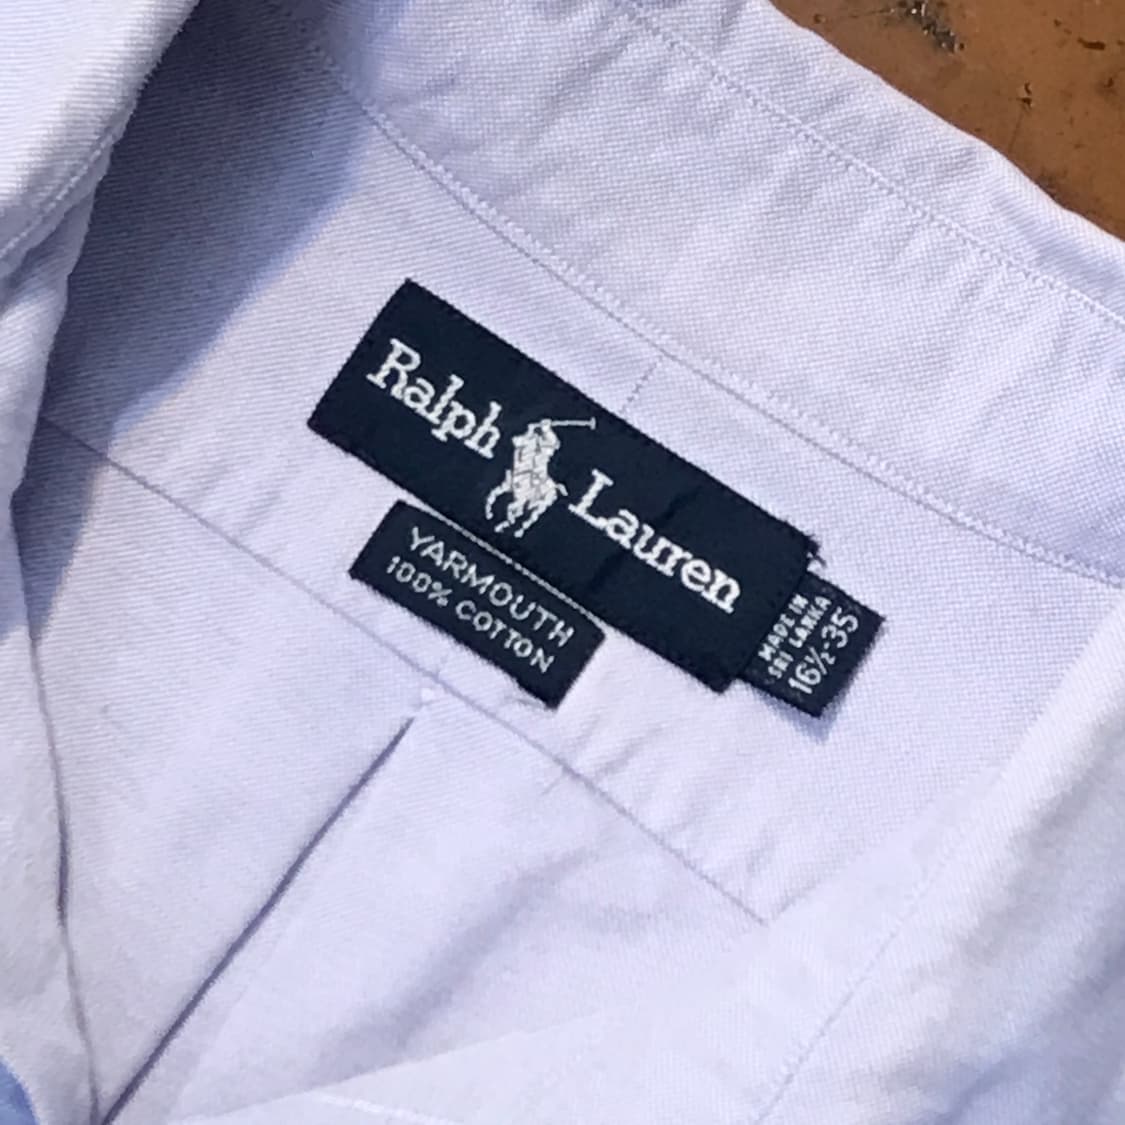 Ralph Lauren
YARMOUTH
100% COTTON
MADE IN
SRI LANKA
16½-35